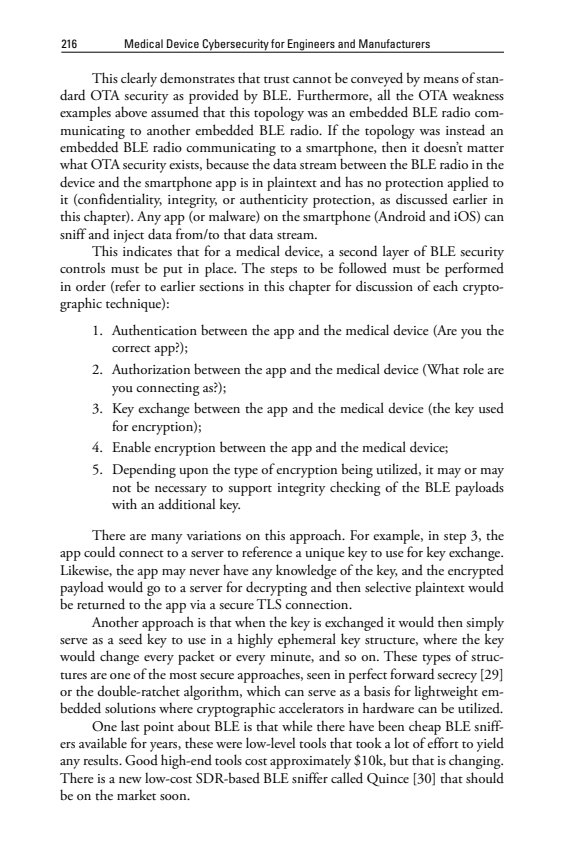 216 Medical Device Cybersecurity for Engineers and Manufacturers
This clearly demonstrates that trust cannot be conveyed by means of stan-
dard OTA security as provided by BLE. Furthermore, all the OTA weakness
examples above assumed that this topology was an embedded BLE radio com-
municating to another embedded BLE radio. If the topology was instead an
embedded BLE radio communicating to a smartphone, then it doesn’t matter
what OTA security exists, because the data stream between the BLE radio in the
device and the smartphone app is in plaintext and has no protection applied to
it (confidentiality, integrity, or authenticity protection, as discussed earlier in
this chapter). Any app (or malware) on the smartphone (Android and iOS) can
sniff and inject data from/to that data stream.
This indicates that for a medical device, a second layer of BLE security
controls must be put in place. The steps to be followed must be performed
in order (refer to earlier sections in this chapter for discussion of each crypto-
graphic technique):
1. Authentication between the app and the medical device (Are you the
correct app?);
2. Authorization between the app and the medical device (What role are
you connecting as?);
3. Key exchange between the app and the medical device (the key used
for encryption);
4. Enable encryption between the app and the medical device;
5. Depending upon the type of encryption being utilized, it may or may
not be necessary to support integrity checking of the BLE payloads
with an additional key.
There are many variations on this approach. For example, in step 3, the
app could connect to a server to reference a unique key to use for key exchange.
Likewise, the app may never have any knowledge of the key, and the encrypted
payload would go to a server for decrypting and then selective plaintext would
be returned to the app via a secure TLS connection.
Another approach is that when the key is exchanged it would then simply
serve as a seed key to use in a highly ephemeral key structure, where the key
would change every packet or every minute, and so on. These types of struc-
tures are one of the most secure approaches, seen in perfect forward secrecy [29]
or the double-ratchet algorithm, which can serve as a basis for lightweight em-
bedded solutions where cryptographic accelerators in hardware can be utilized.
One last point about BLE is that while there have been cheap BLE sniff-
ers available for years, these were low-level tools that took a lot of effort to yield
any results. Good high-end tools cost approximately $10k, but that is changing.
There is a new low-cost SDR-based BLE sniffer called Quince [30] that should
be on the market soon.